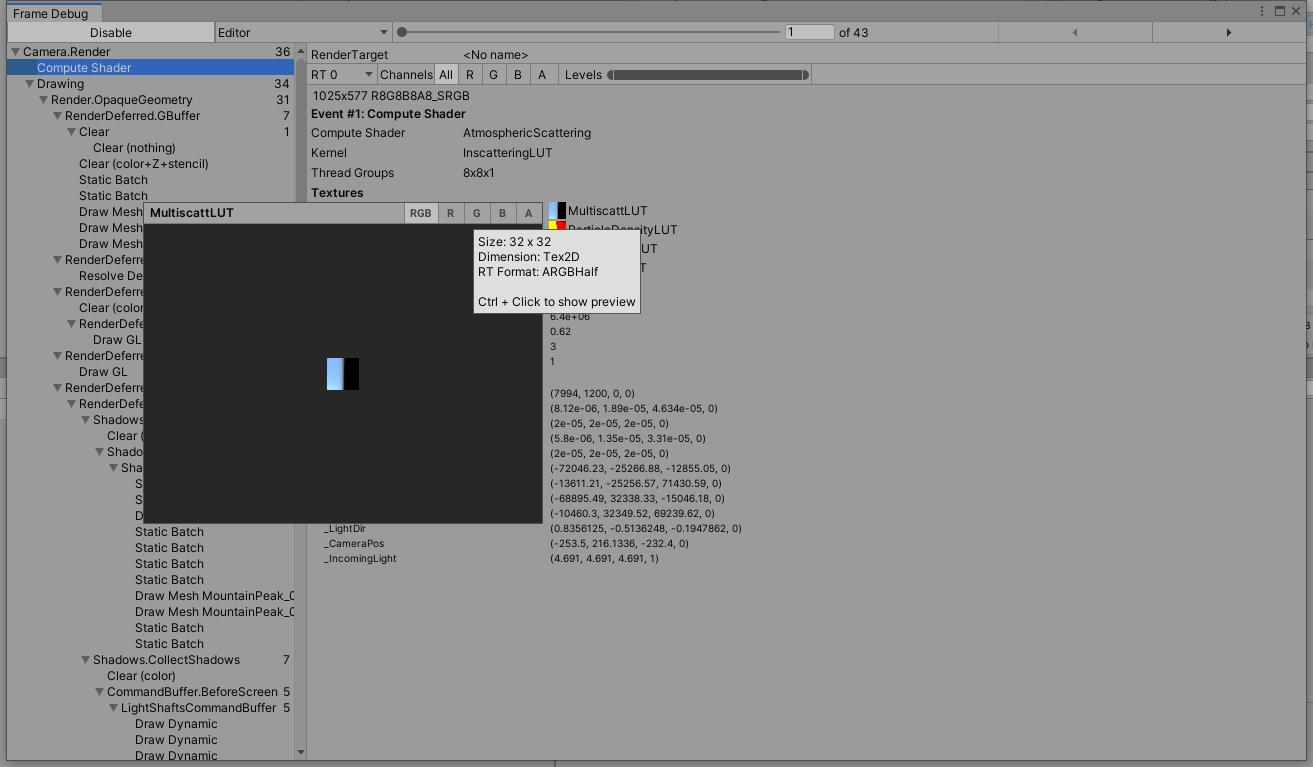 Frame Debug
Disable
Editor
1
of 43
Camera.Render 36
Compute Shader
Drawing 34
Render.OpaqueGeometry 31
RenderDeferred.GBuffer 7
Clear 1
Clear (nothing)
Clear (color+Z+stencil)
Static Batch
Static Batch
Draw Mesh
Draw Mesh
Draw Mesh
RenderDeferre
Resolve De
RenderDeferre
Clear (color
RenderDefe
Draw GL
RenderDeferre
Draw GL
RenderDeferre
RenderDefe
Shadows
Clear (
Shado
Sha
S
S
D
Static Batch
Static Batch
Static Batch
Static Batch
Draw Mesh MountainPeak_0
Draw Mesh MountainPeak_0
Static Batch
Static Batch
Shadows.CollectShadows 7
Clear (color)
CommandBuffer.BeforeScreen 5
LightShaftsCommandBuffer 5
Draw Dynamic
Draw Dynamic
Draw Dynamic
RenderTarget <No name>
RT 0 Channels All R G B A Levels
1025x577 R8G8B8A8_SRGB
Event #1: Compute Shader
Compute Shader AtmosphericScattering
Kernel InscatteringLUT
Thread Groups 8x8x1
Textures
MultiscattLUT RGB R G B A
MultiscattLUT
ParticleDensityLUT
UT
T
Size: 32 x 32
Dimension: Tex2D
RT Format: ARGBHalf
Ctrl + Click to show preview
6.4e+06
0.62
3
1
(7994, 1200, 0, 0)
(8.12e-06, 1.89e-05, 4.634e-05, 0)
(2e-05, 2e-05, 2e-05, 0)
(5.8e-06, 1.35e-05, 3.31e-05, 0)
(2e-05, 2e-05, 2e-05, 0)
(-72046.23, -25266.88, -12855.05, 0)
(-13611.21, -25256.57, 71430.59, 0)
(-68895.49, 32338.33, -15046.18, 0)
(-10460.3, 32349.52, 69239.62, 0)
_LightDir (0.8356125, -0.5136248, -0.1947862, 0)
_CameraPos (-253.5, 216.1336, -232.4, 0)
_IncomingLight (4.691, 4.691, 4.691, 1)